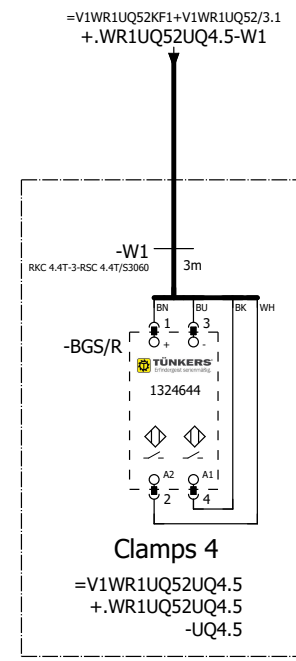 =V1WR1UQ52KF1+V1WR1UQ52/3.1
+.WR1UQ52UQ4.5-W1
-W1
RKC 4.4T-3-RSC 4.4T/S3060
3m
BN BU BK WH
1 3
-BGS/R
+ -
TÜNKERS
Erfindergeist serienmäßig.
1324644
A2 A1
2 4
Clamps 4
=V1WR1UQ52UQ4.5
+.WR1UQ52UQ4.5
-UQ4.5